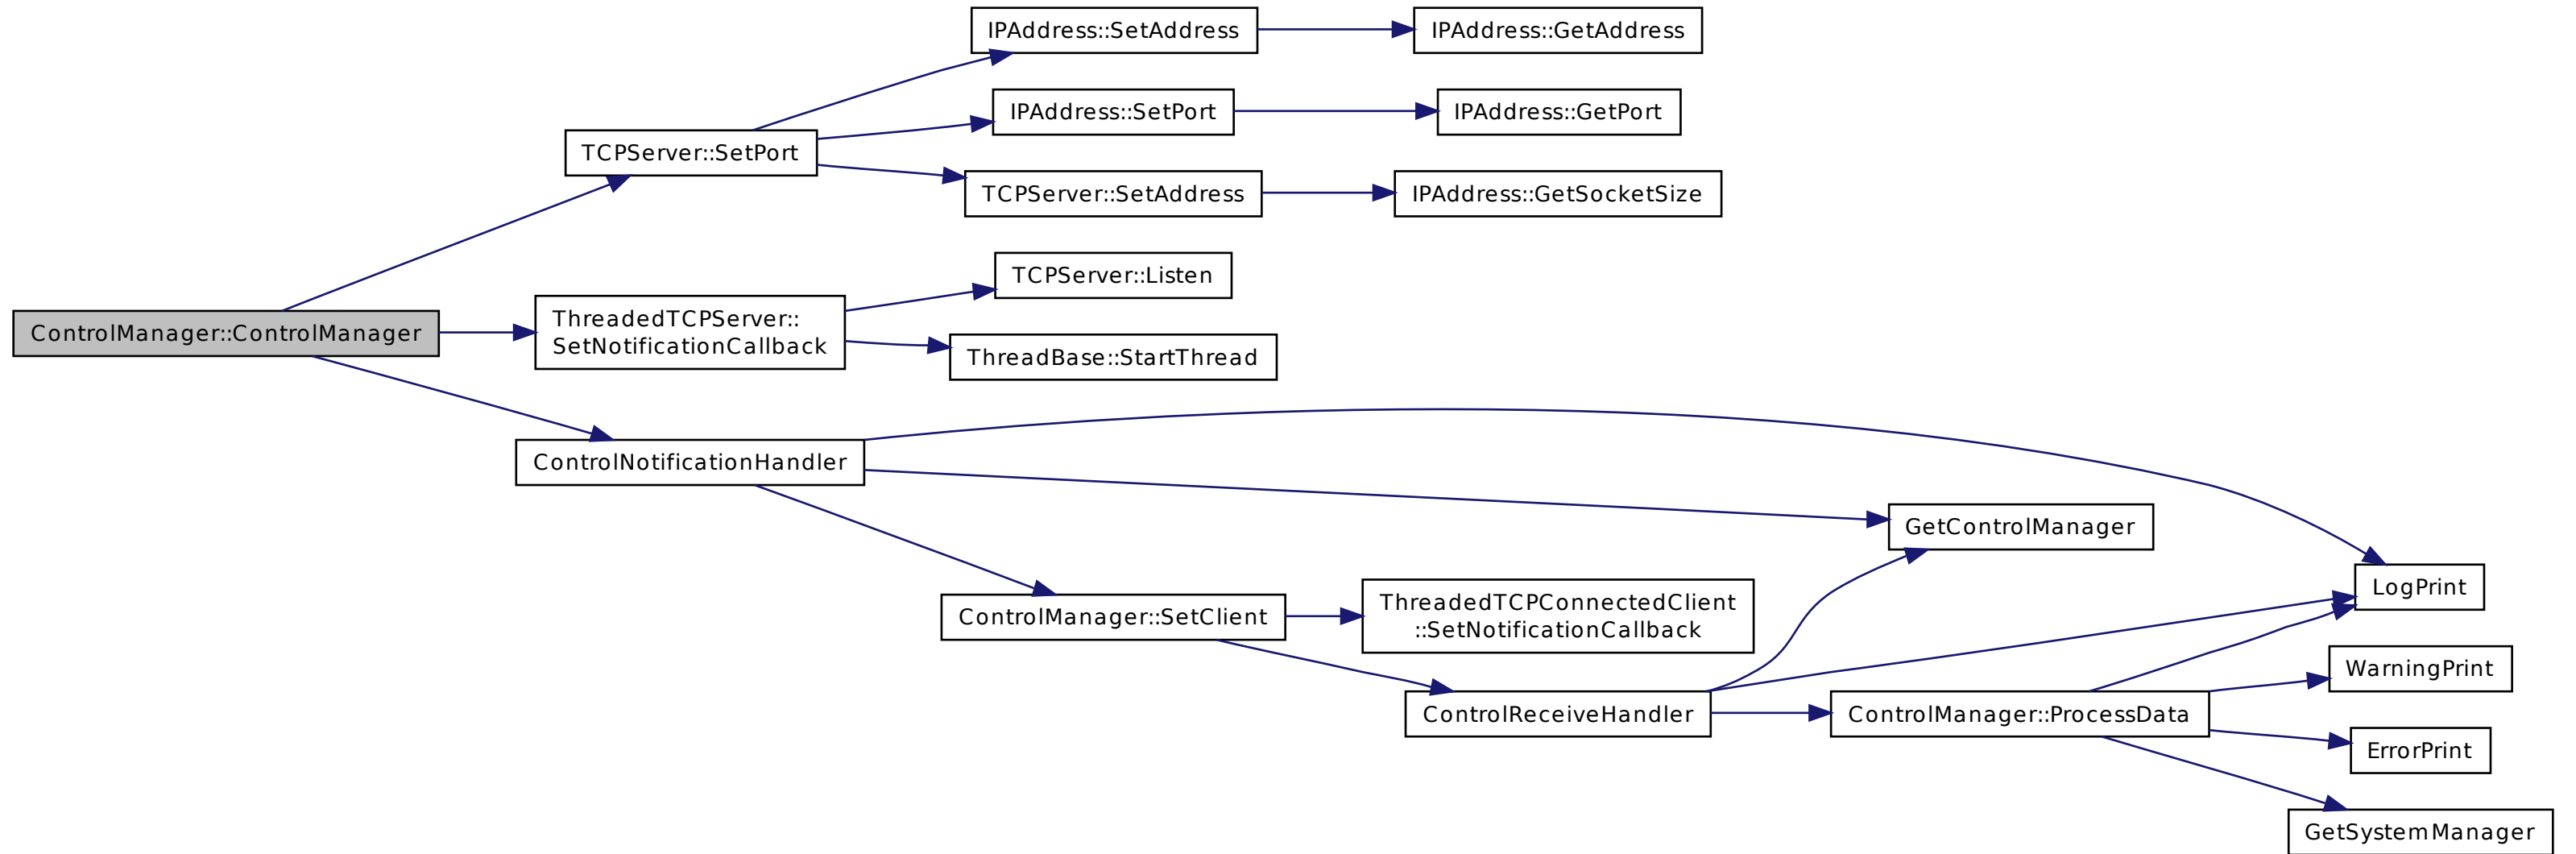 IPAddress::SetAddress
IPAddress::GetAddress
IPAddress::SetPort
IPAddress::GetPort
TCPServer::SetPort
TCPServer::SetAddress
IPAddress::GetSocketSize
TCPServer::Listen
ControlManager::ControlManager
ThreadedTCPServer::
SetNotificationCallback
ThreadBase::StartThread
ControlNotificationHandler
GetControlManager
LogPrint
ControlManager::SetClient
ThreadedTCPConnectedClient
::SetNotificationCallback
WarningPrint
ControlReceiveHandler
ControlManager::ProcessData
ErrorPrint
GetSystemManager